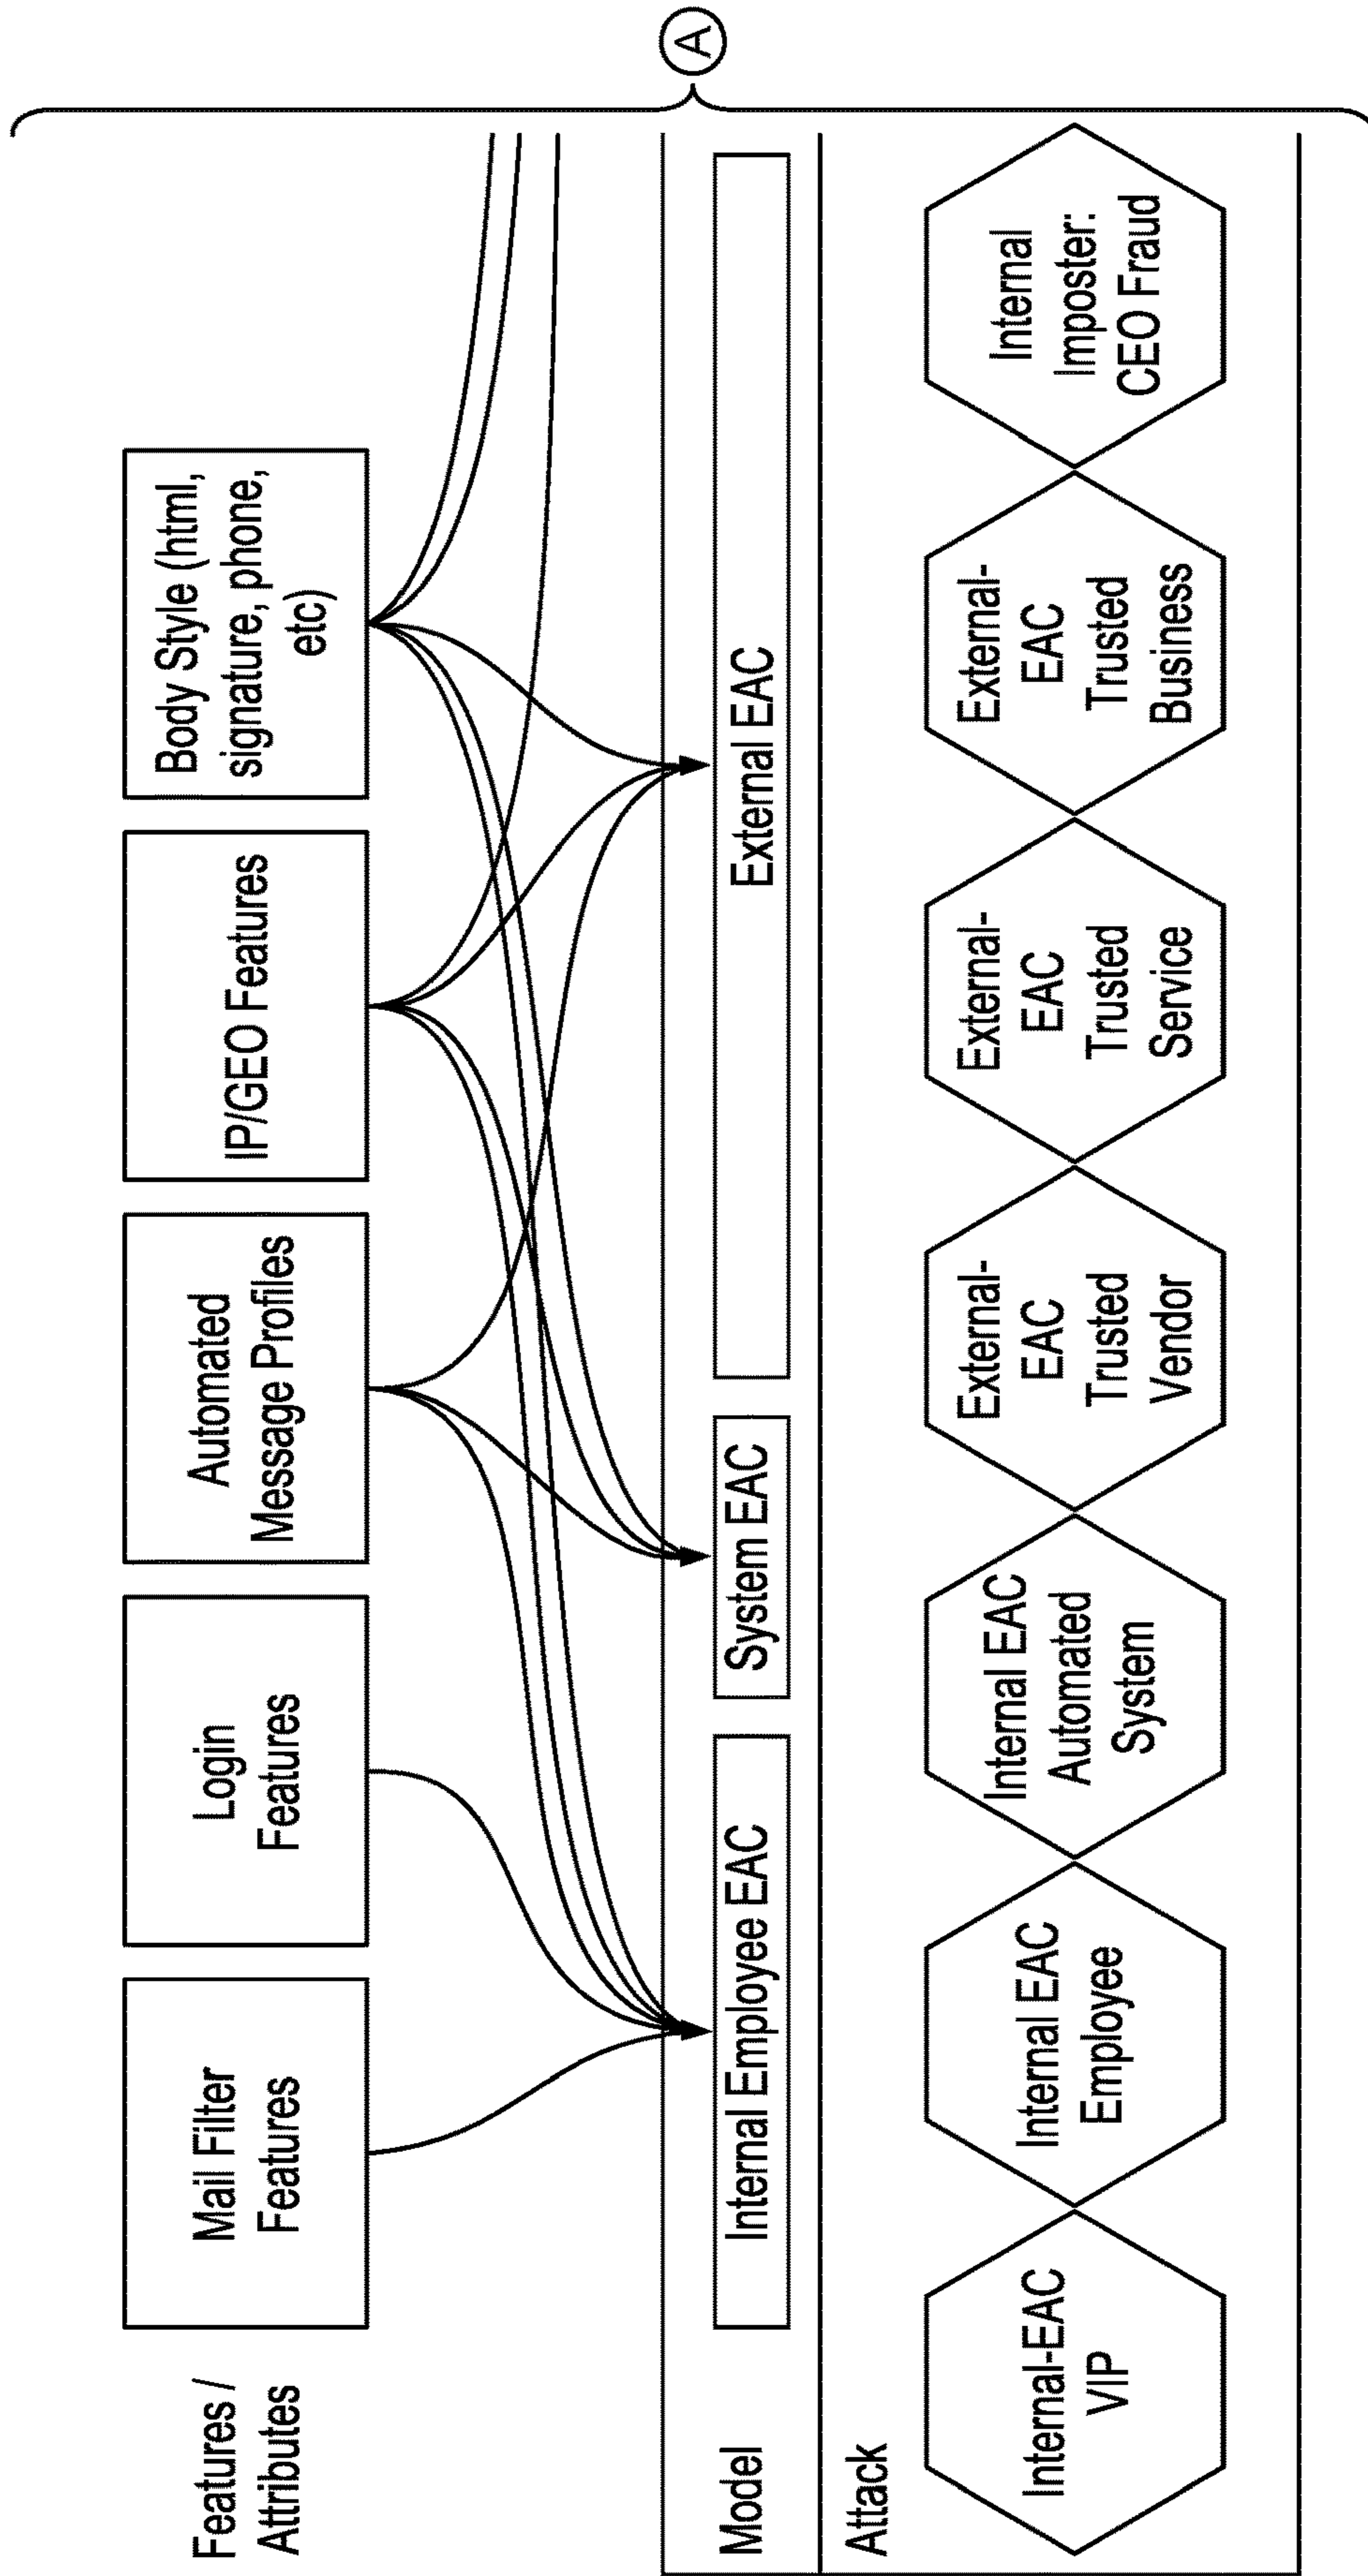 Features /
Attributes
Mail Filter
Features
Login
Features
Automated
Message Profiles
IP/GEO Features
Body Style (html,
signature, phone,
etc)
A
Model
Internal Employee EAC
System EAC
External EAC
Attack
Internal-EAC
VIP
Internal EAC
Employee
Internal EAC
Automated
System
External-
EAC
Trusted
Vendor
External-
EAC
Trusted
Service
External-
EAC
Trusted
Business
Internal
Imposter:
CEO Fraud